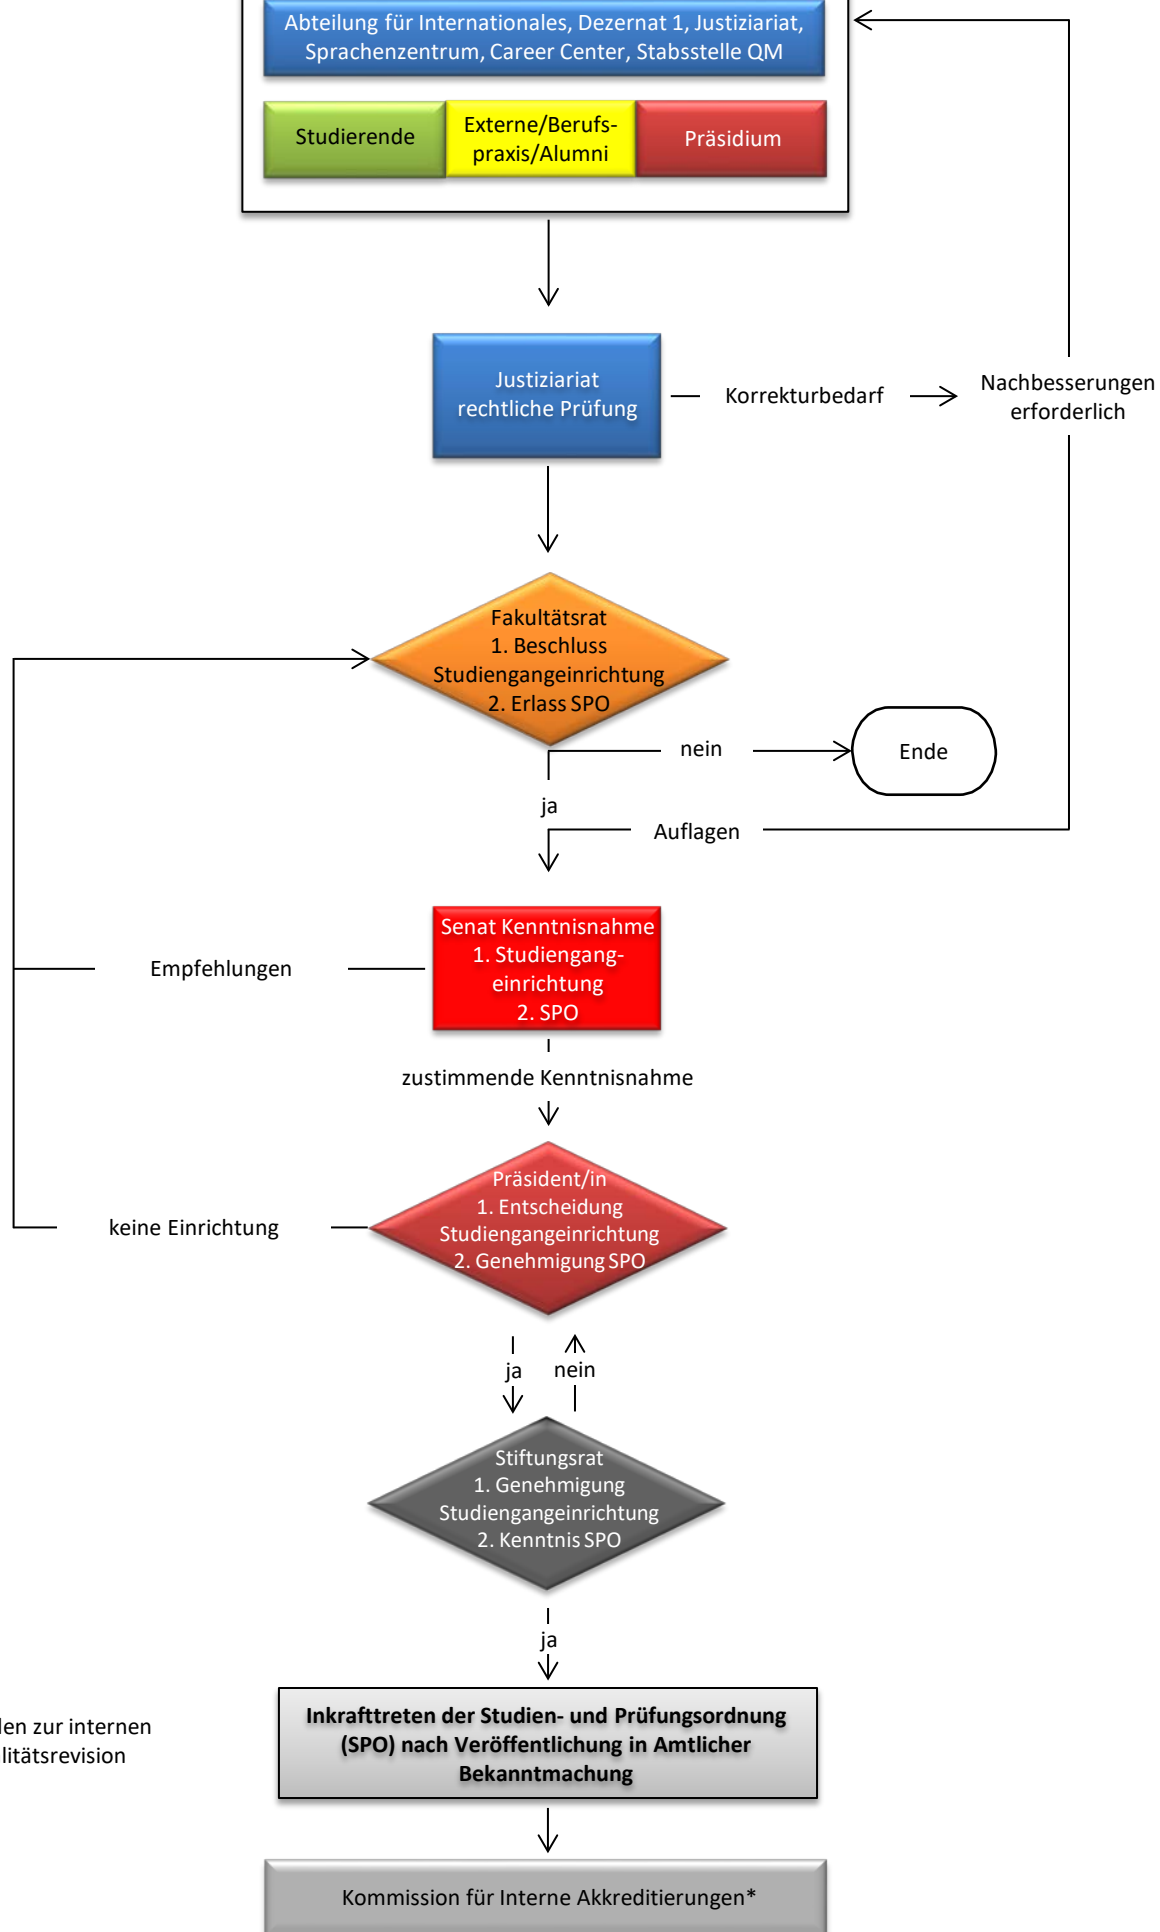 Abteilung für Internationales, Dezernat 1, Justiziariat,
Sprachenzentrum, Career Center, Stabsstelle QM
Studierende
Externe/Berufs-
praxis/Alumni
Präsidium
Justiziariat
rechtliche Prüfung
Korrekturbedarf
Nachbesserungen
erforderlich
Fakultätsrat
1. Beschluss
Studiengangeinrichtung
2. Erlass SPO
nein
Ende
ja
Auflagen
Senat Kenntnisnahme
1. Studiengang-
einrichtung
2. SPO
Empfehlungen
zustimmende Kenntnisnahme
Präsident/in
1. Entscheidung
Studiengangeinrichtung
2. Genehmigung SPO
keine Einrichtung
ja
nein
Stiftungsrat
1. Genehmigung
Studiengangeinrichtung
2. Kenntnis SPO
ja
Inkrafttreten der Studien- und Prüfungsordnung
(SPO) nach Veröffentlichung in Amtlicher
Bekanntmachung
den zur internen
litätsrevision
Kommission für Interne Akkreditierungen*